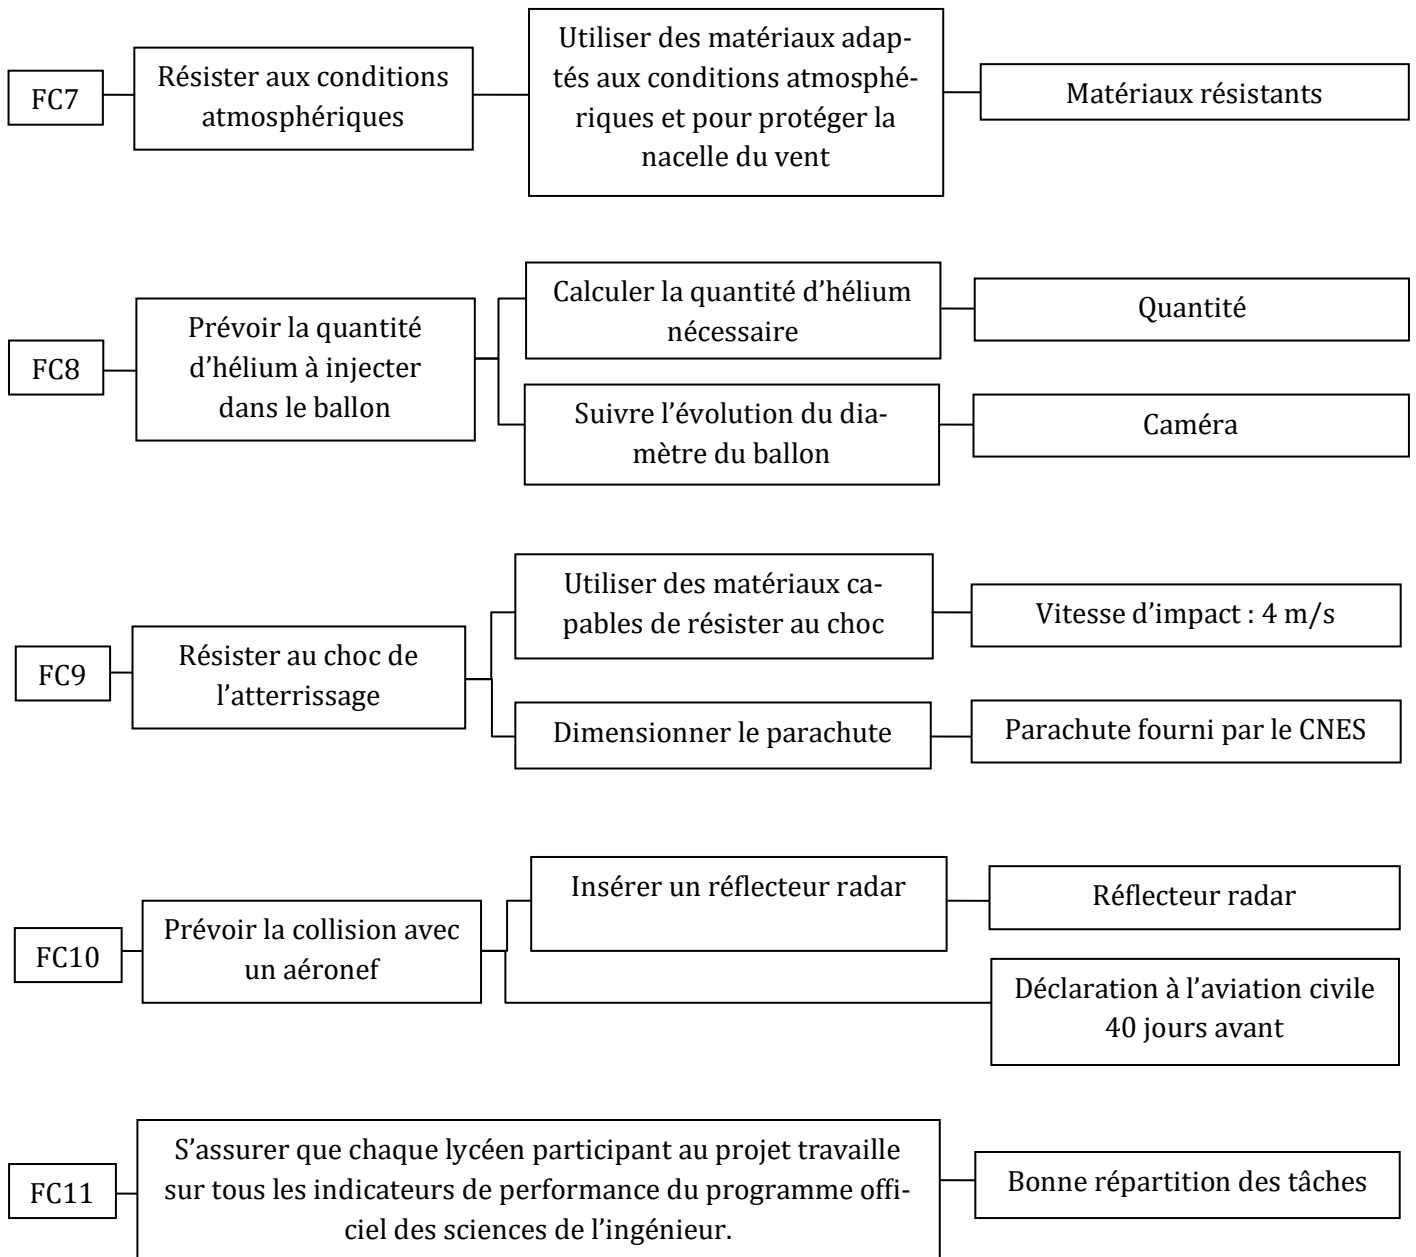 FC7
Résister aux conditions
atmosphériques
Utiliser des matériaux adap-
tés aux conditions atmosphé-
riques et pour protéger la
nacelle du vent
Matériaux résistants
FC8
Prévoir la quantité
d’hélium à injecter
dans le ballon
Calculer la quantité d’hélium
nécessaire
Quantité
Suivre l’évolution du dia-
mètre du ballon
Caméra
FC9
Résister au choc de
l’atterrissage
Utiliser des matériaux ca-
pables de résister au choc
Vitesse d’impact : 4 m/s
Dimensionner le parachute
Parachute fourni par le CNES
FC10
Prévoir la collision avec
un aéronef
Insérer un réflecteur radar
Réflecteur radar
Déclaration à l’aviation civile
40 jours avant
FC11
S’assurer que chaque lycéen participant au projet travaille
sur tous les indicateurs de performance du programme offi-
ciel des sciences de l’ingénieur.
Bonne répartition des tâches